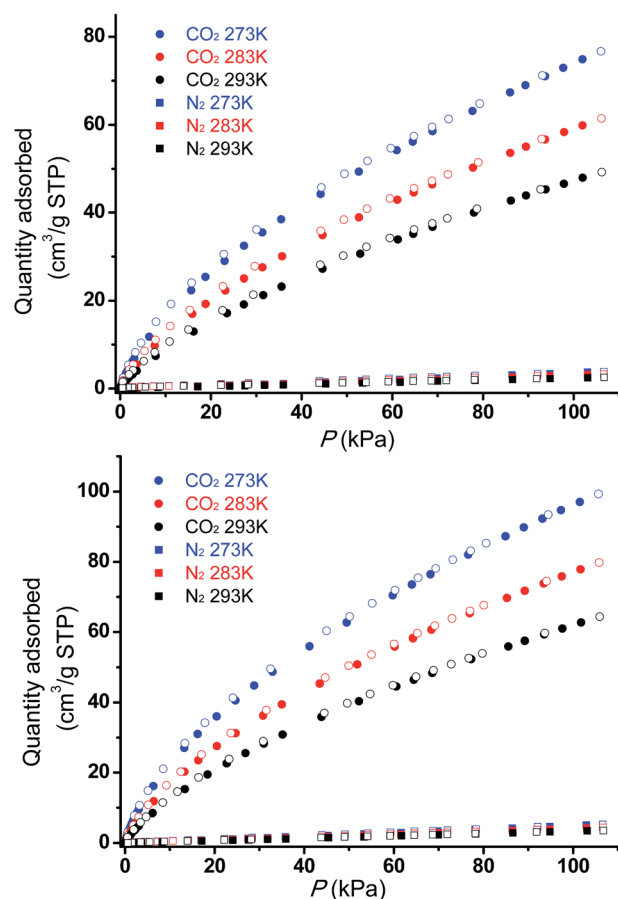 80
60
40
20
0
Quantity adsorbed
(cm³/g STP)
CO₂ 273K
CO₂ 283K
CO₂ 293K
N₂ 273K
N₂ 283K
N₂ 293K
0 20 40 60 80 100
P (kPa)
100
80
60
40
20
0
Quantity adsorbed
(cm³/g STP)
CO₂ 273K
CO₂ 283K
CO₂ 293K
N₂ 273K
N₂ 283K
N₂ 293K
0 20 40 60 80 100
P (kPa)